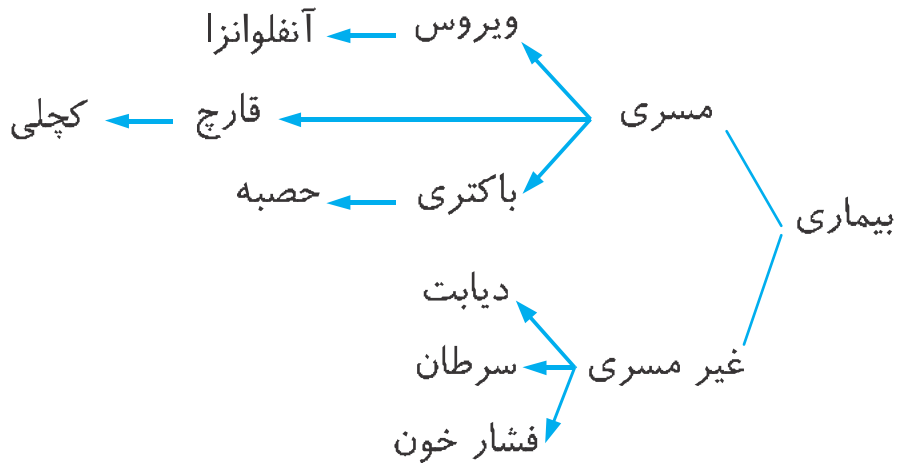 بیماری
مسری
ویروس
آنفلوانزا
قارچ
کچلی
باکتری
حصبه
غیر مسری
دیابت
سرطان
فشار خون